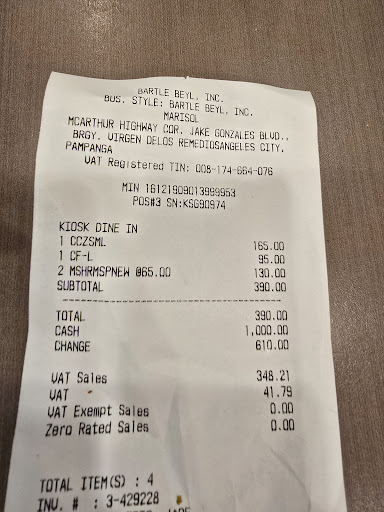 BARTLE BEYL, INC.
BUS. STYLE: BARTLE BEYL, INC.
MARISOL
MCARTHUR HIGHWAY COR. JAKE GONZALES BLVD.,
BRGY. VIRGEN DELOS REMEDIOSANGELES CITY,
PAMPANGA
VAT Registered TIN: 008-174-664-076
MIN 16121909013999953
POS#3 SN:KSG90974
KIOSK DINE IN
1 CCZSML 165.00
1 CF-L 95.00
2 MSHRMSPNEW @65.00 130.00
SUBTOTAL 390.00
TOTAL 390.00
CASH 1,000.00
CHANGE 610.00
VAT Sales 348.21
VAT 41.79
VAT Exempt Sales 0.00
Zero Rated Sales 0.00
TOTAL ITEM(S) : 4
INV. # : 3-429228